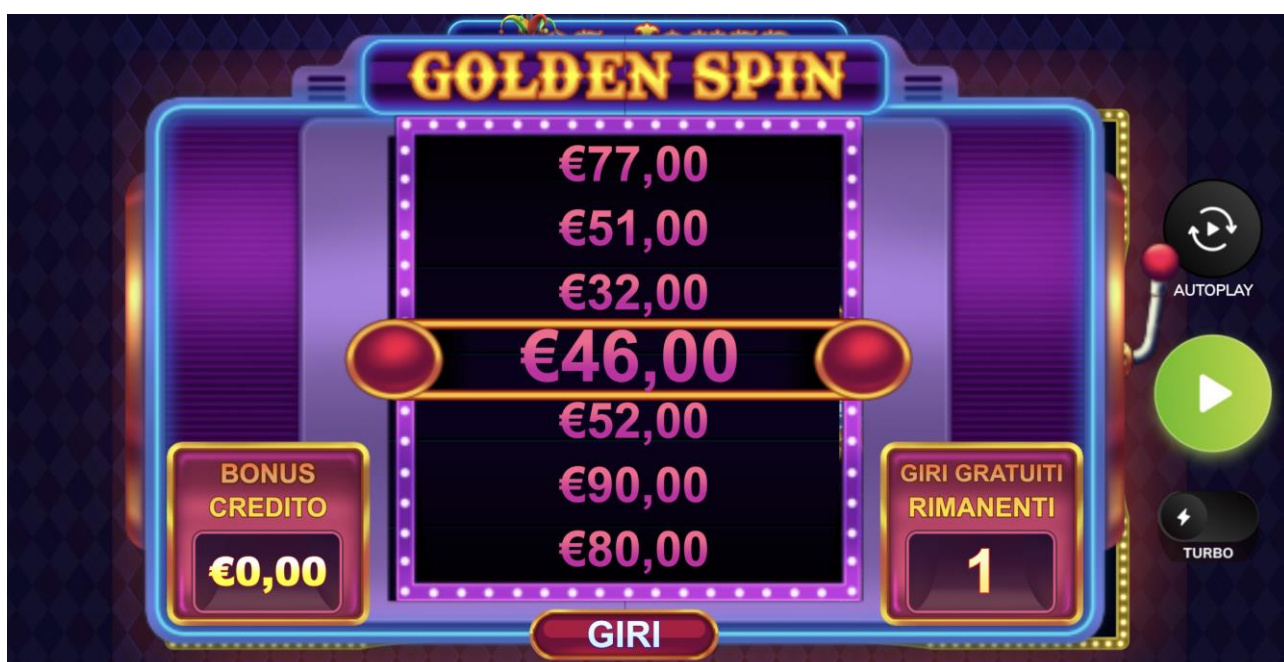 GOLDEN SPIN
€77,00
€51,00
€32,00
€46,00
€52,00
€90,00
€80,00
BONUS
CREDITO
€0,00
GIRI GRATUITI
RIMANENTI
1
GIRI
AUTOPLAY
TURBO